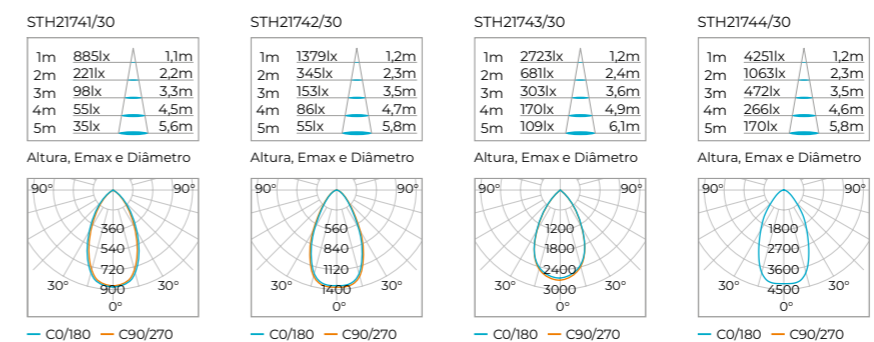 STH21741/30
1m 885lx 1,1m
2m 221lx 2,2m
3m 98lx 3,3m
4m 55lx 4,5m
5m 35lx 5,6m
Altura, Emax e Diâmetro
90° 90°
360
540
720
30° 30°
900
0°
C0/180 C90/270
STH21742/30
1m 1379lx 1,2m
2m 345lx 2,3m
3m 153lx 3,5m
4m 86lx 4,7m
5m 55lx 5,8m
Altura, Emax e Diâmetro
90° 90°
560
840
1120
30° 30°
1400
0°
C0/180 C90/270
STH21743/30
1m 2723lx 1,2m
2m 681lx 2,4m
3m 303lx 3,6m
4m 170lx 4,9m
5m 109lx 6,1m
Altura, Emax e Diâmetro
90° 90°
1200
1800
2400
30° 30°
3000
0°
C0/180 C90/270
STH21744/30
1m 4251lx 1,2m
2m 1063lx 2,3m
3m 472lx 3,5m
4m 266lx 4,6m
5m 170lx 5,8m
Altura, Emax e Diâmetro
90° 90°
1800
2700
3600
30° 30°
4500
0°
C0/180 C90/270